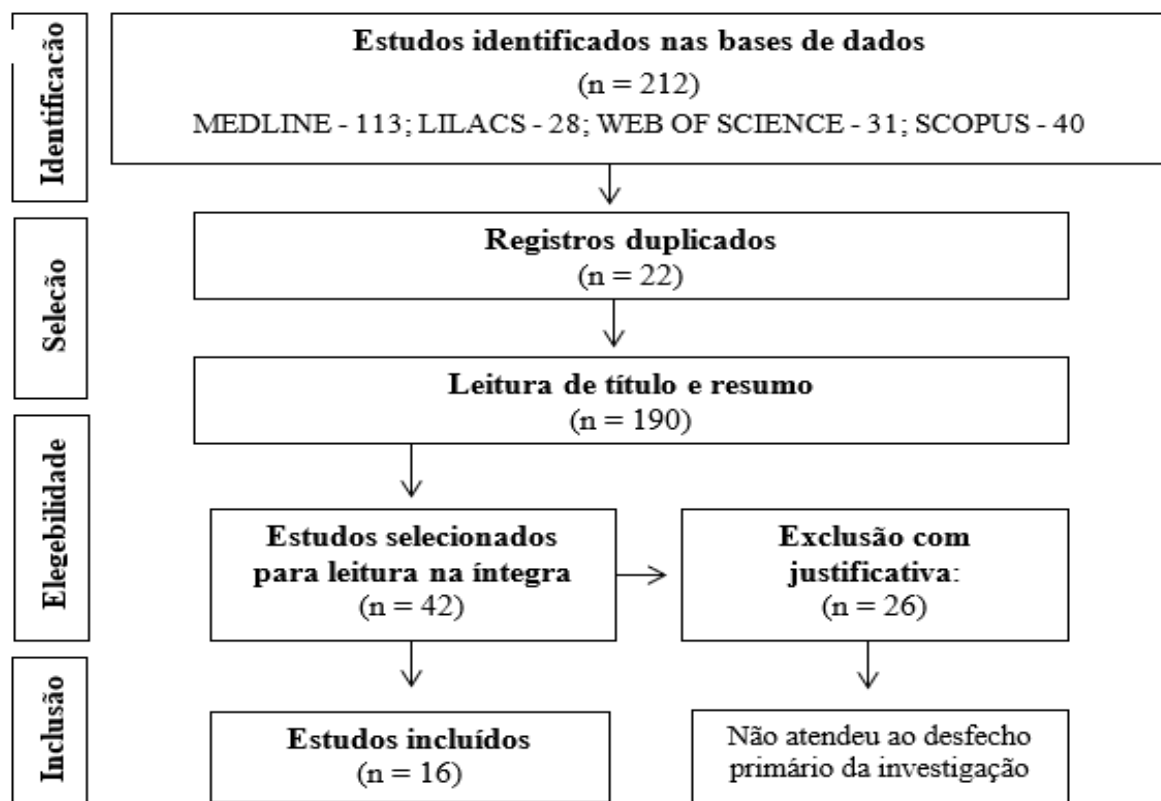 Identificação
Estudos identificados nas bases de dados
(n = 212)
MEDLINE - 113; LILACS - 28; WEB OF SCIENCE - 31; SCOPUS - 40
Seleção
Registros duplicados
(n = 22)
Leitura de título e resumo
(n = 190)
Elegebilidade
Estudos selecionados
para leitura na íntegra
(n = 42)
Exclusão com
justificativa:
(n = 26)
Inclusão
Estudos incluídos
(n = 16)
Não atendeu ao desfecho
primário da investigação